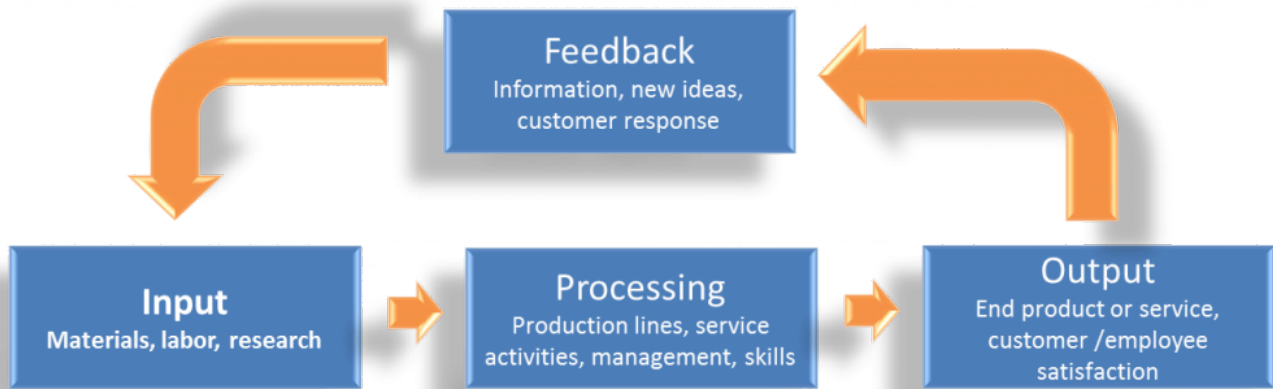 Feedback
Information, new ideas,
customer response
Input
Materials, labor, research
Processing
Production lines, service
activities, management, skills
Output
End product or service,
customer /employee
satisfaction